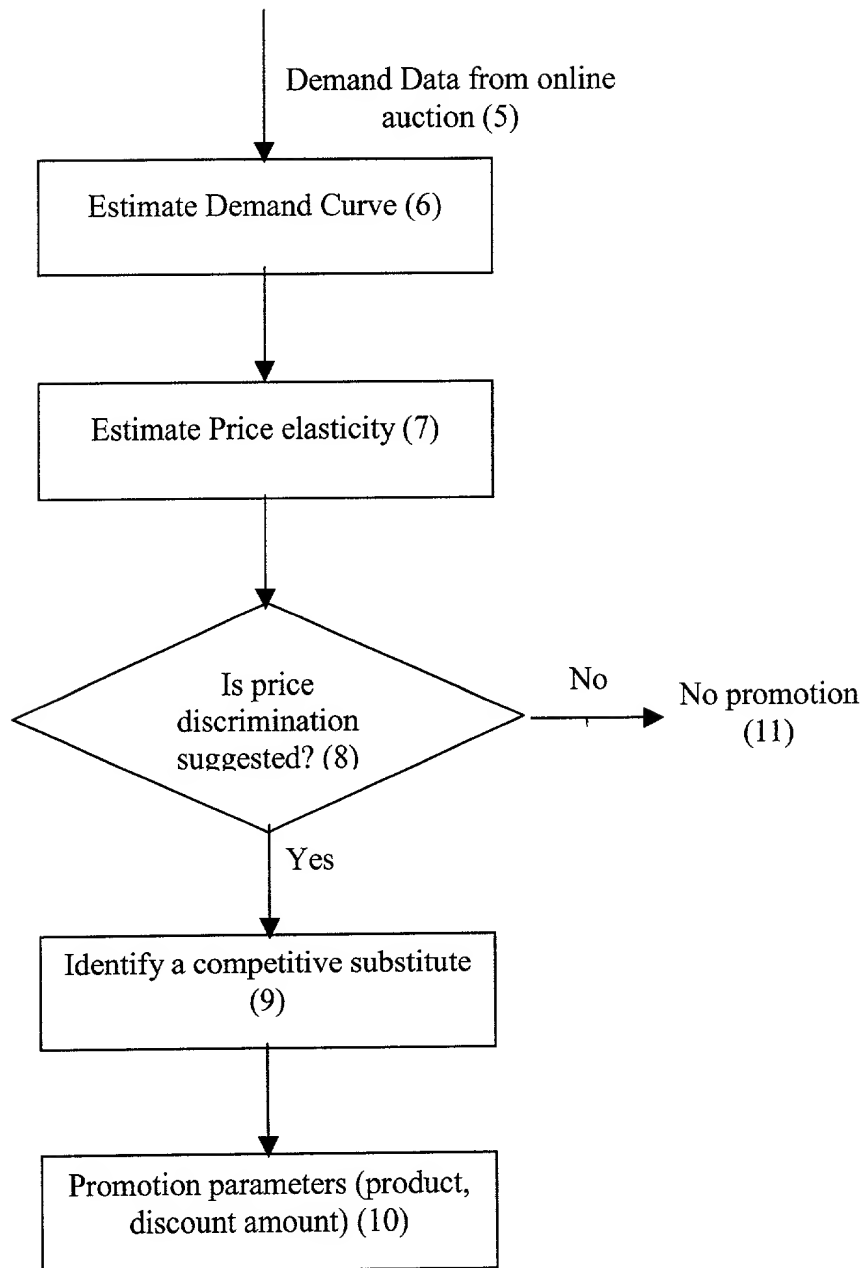 Demand Data from online
auction (5)
Estimate Demand Curve (6)
Estimate Price elasticity (7)
Is price
discrimination
suggested? (8)
No
No promotion
(11)
Yes
Identify a competitive substitute
(9)
Promotion parameters (product,
discount amount) (10)